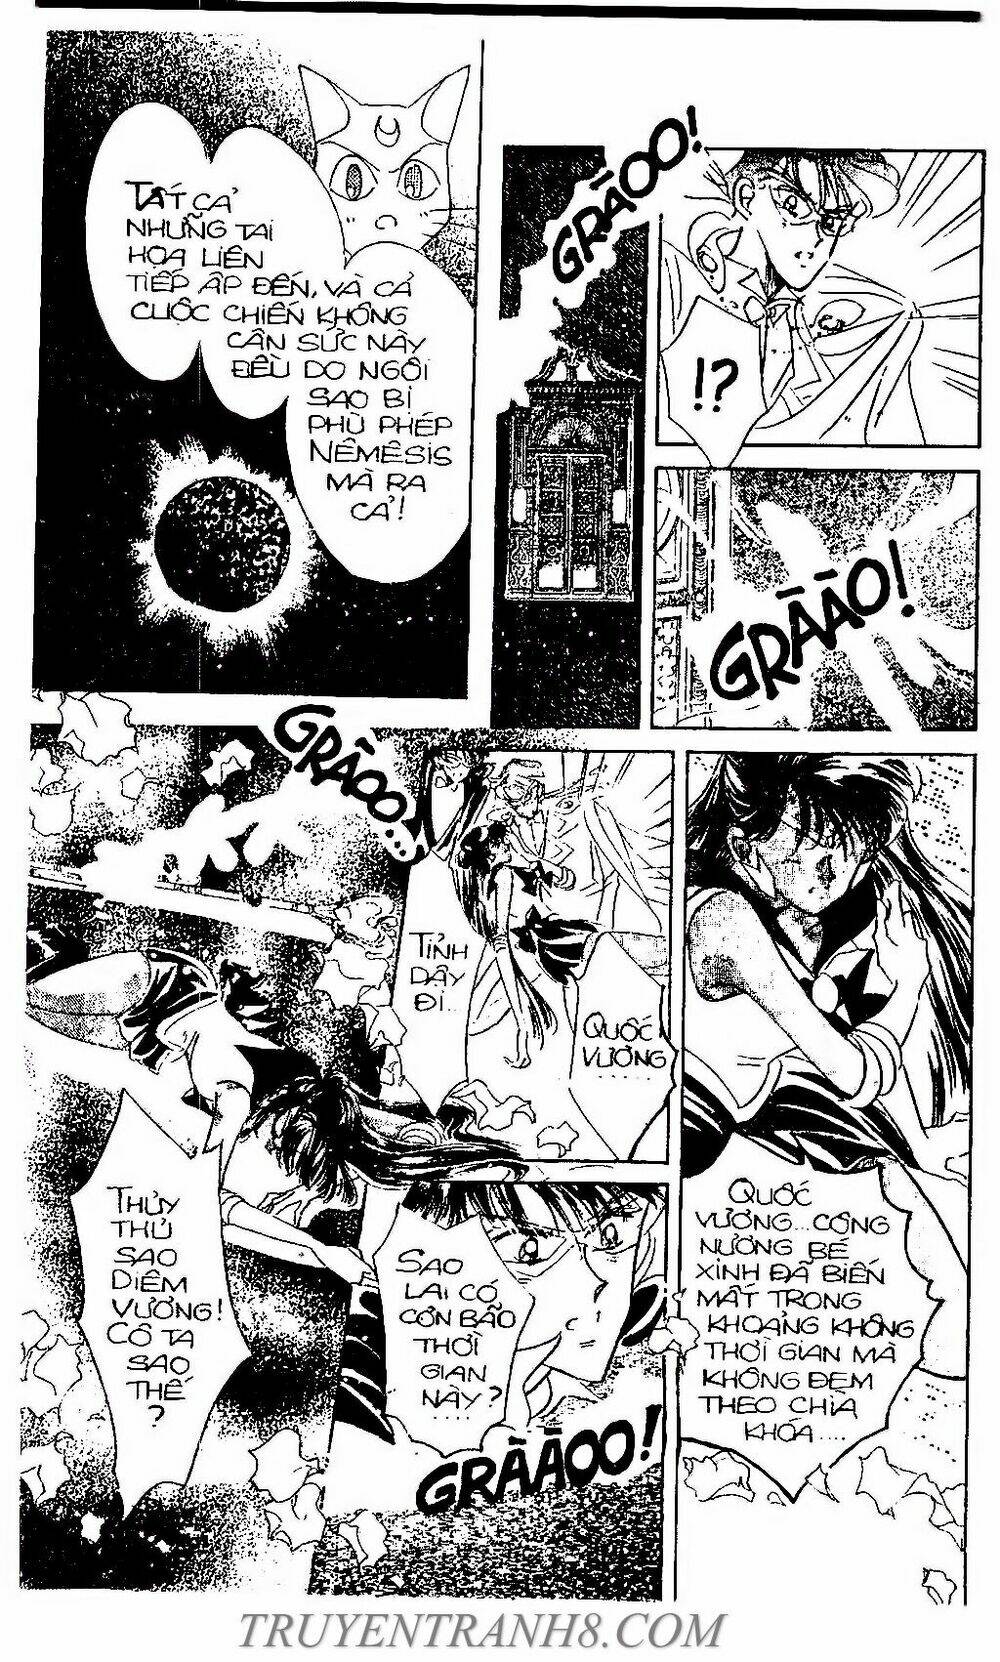 TẤT CẢ
NHỮNG TAI
HỌA LIÊN
TIẾP ẬP ĐẾN, VÀ CẢ
CUỘC CHIẾN KHÔNG
CÂN SỨC NÀY
ĐỀU DO NGÔI
SAO BỊ
PHÙ PHÉP
NÊMÊSIS
MÀ RA
CẢ!
GRÃOO!
!?
GRÃÃO!
GRÂOO...
TỈNH
DẬY
ĐI...
QUỐC
VƯƠNG
......
THỦY
THỦ
SAO
DIÊM
VƯƠNG!
CÔ TA
SAO
THẾ
?
SAO
LẠI CÓ
CƠN BÃO
THỜI
GIAN
NÀY?
.....
GRÃÃOO!
QUỐC
VƯƠNG...CÔNG
NƯƠNG BÉ
XINH ĐÃ BIẾN
MẤT TRONG
KHOẢNG KHÔNG
THỜI GIAN MÀ
KHÔNG ĐEM
THEO CHÌA
KHÓA....
TRUYENTRANH8.COM